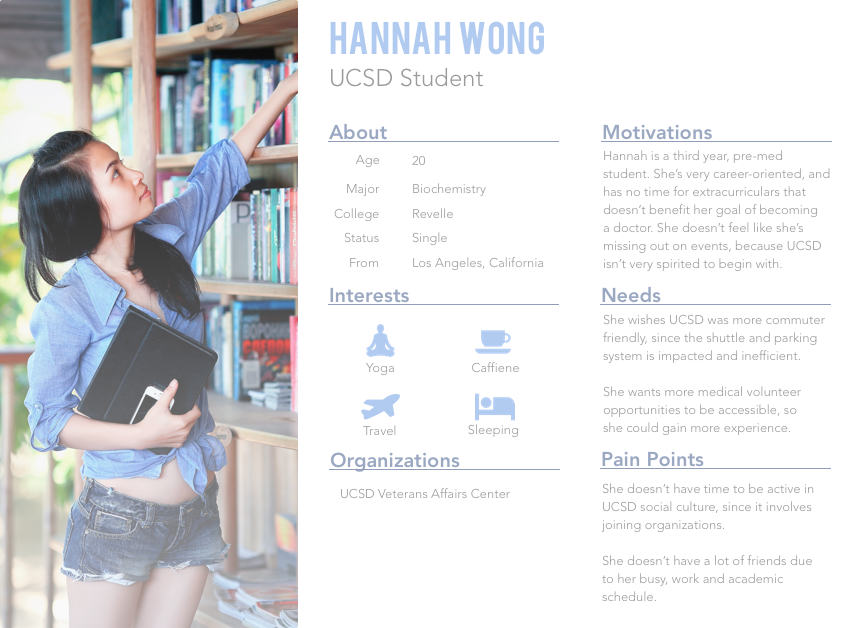 HANNAH WONG
UCSD Student
About
Age 20
Major Biochemistry
College Revelle
Status Single
From Los Angeles, California
Interests
Yoga
Caffiene
Travel
Sleeping
Organizations
UCSD Veterans Affairs Center
Motivations
Hannah is a third year, pre-med
student. She's very career-oriented, and
has no time for extracurriculars that
doesn't benefit her goal of becoming
a doctor. She doesn't feel like she's
missing out on events, because UCSD
isn't very spirited to begin with.
Needs
She wishes UCSD was more commuter
friendly, since the shuttle and parking
system is impacted and inefficient.
She wants more medical volunteer
opportunities to be accessible, so
she could gain more experience.
Pain Points
She doesn't have time to be active in
UCSD social culture, since it involves
joining organizations.
She doesn't have a lot of friends due
to her busy, work and academic
schedule.